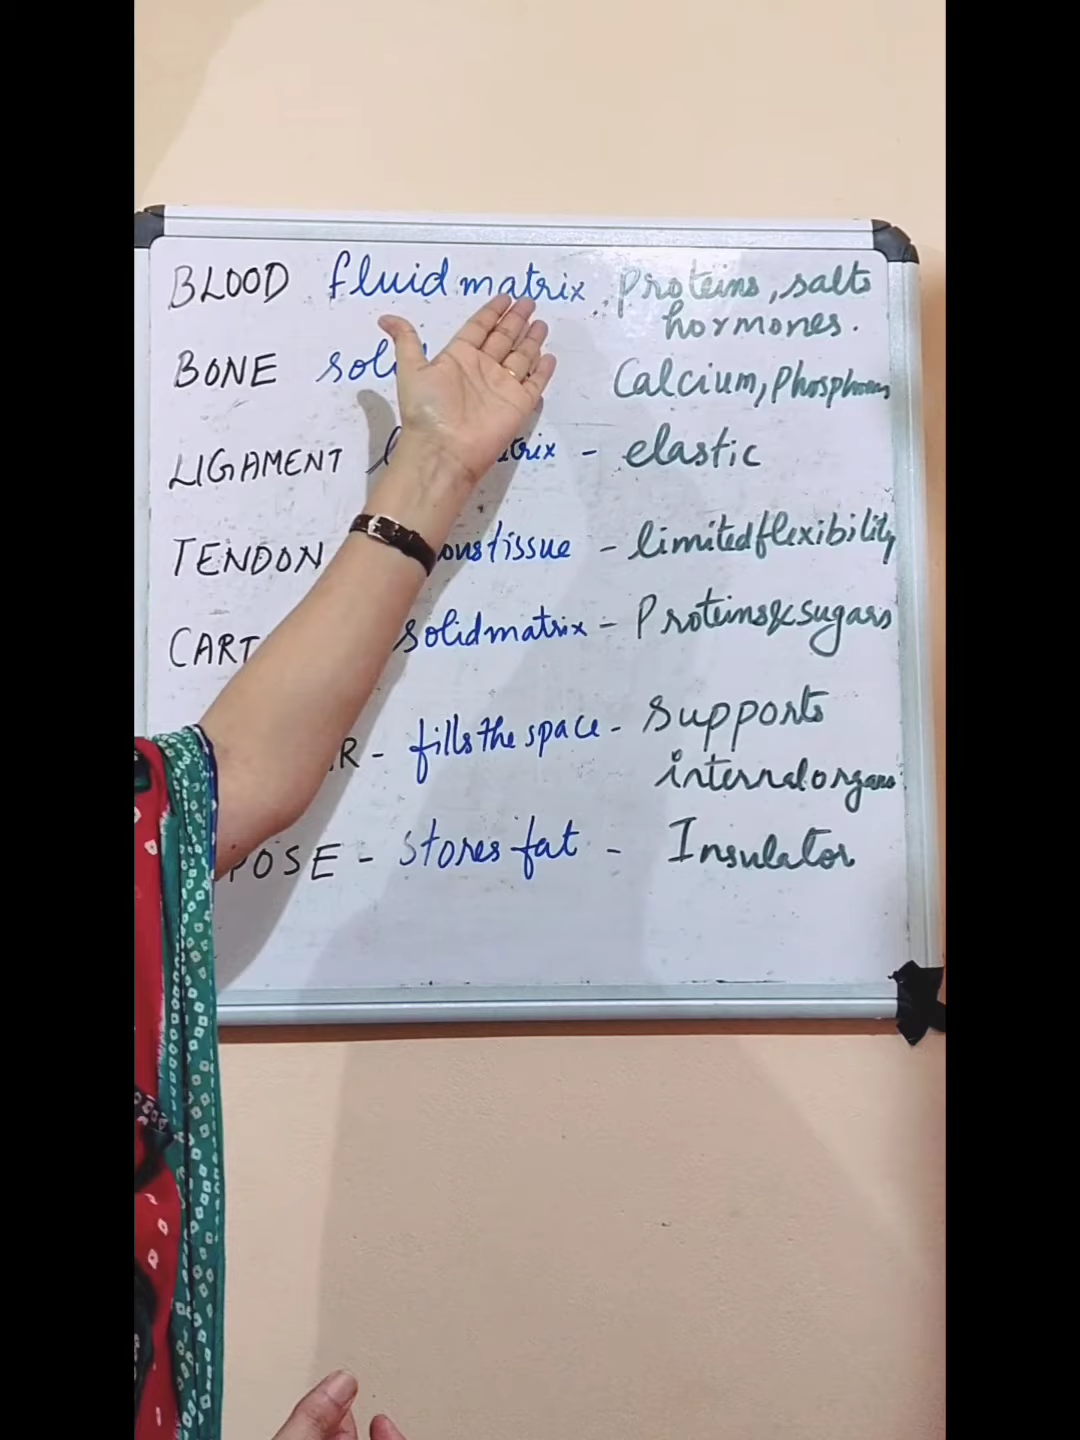 BLOOD fluid matrix. Proteins, salts
hormones.
BONE Calcium, Phosphorus
LIGAMENT - elastic
TENDON tissue - limited flexibility
solid matrix - Proteins & sugars
- fills the space - supports
internal organs
- stores fat - Insulator